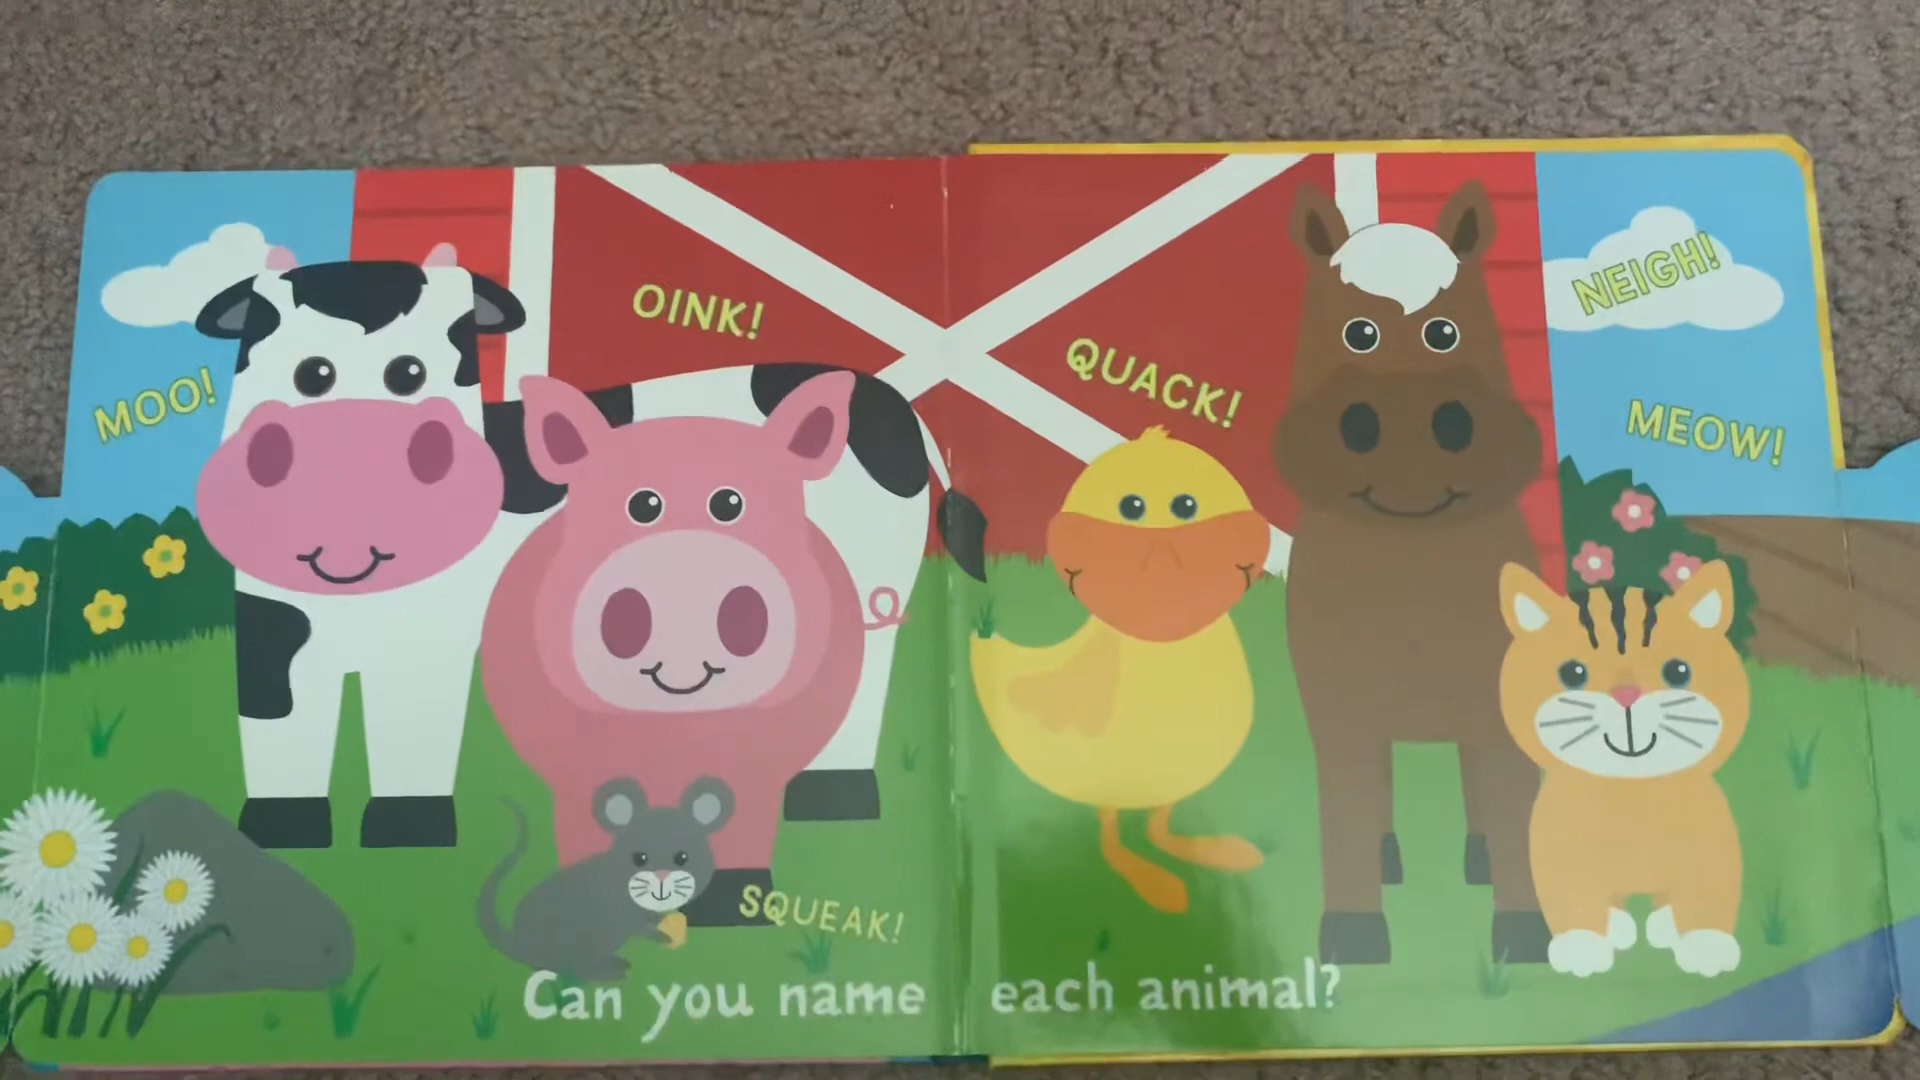 MOO!
OINK!
QUACK!
NEIGH!
MEOW!
SQUEAK!
Can you name each animal?